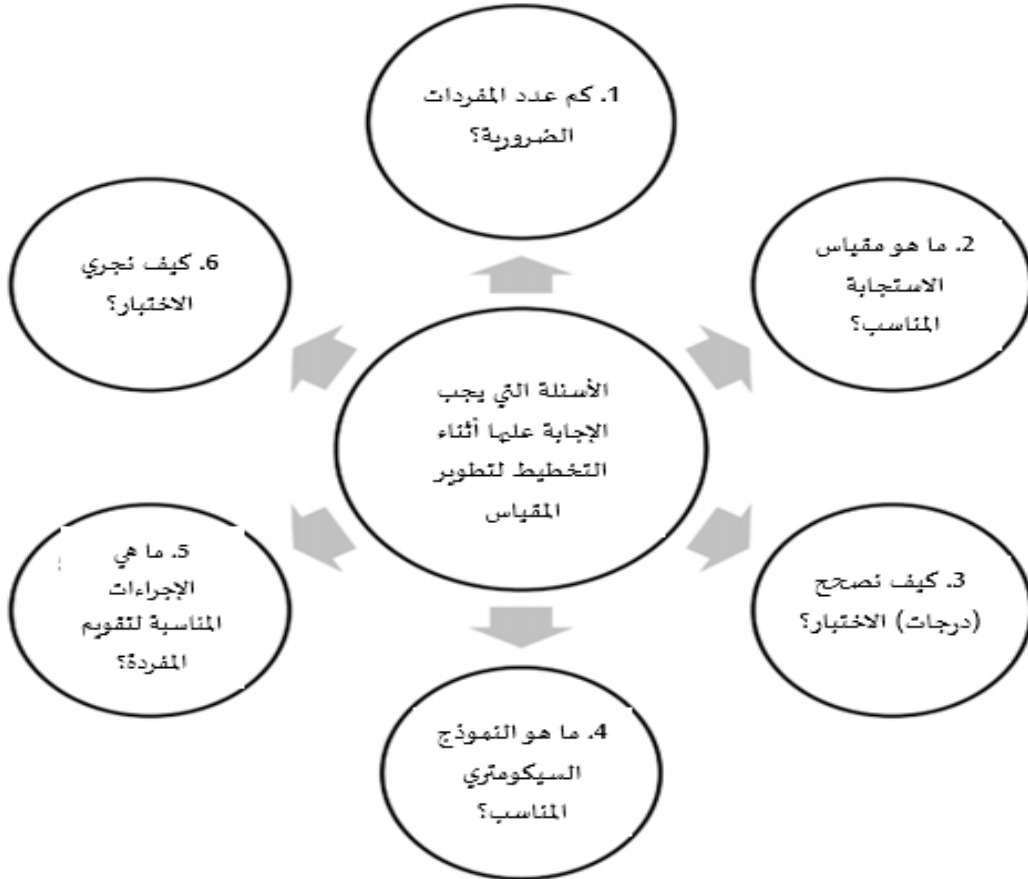 1. كم عدد المفردات
الضرورية؟
2. ما هو مقياس
الاستجابة
المناسب؟
3. كيف نصحح
(درجات) الاختبار؟
4. ما هو النموذج
السيكومتري
المناسب؟
5. ما هي
الإجراءات
المناسبة لتقويم
المفردة؟
6. كيف نجري
الاختبار؟
الأسئلة التي يجب
الإجابة عليها أثناء
التخطيط لتطوير
المقياس